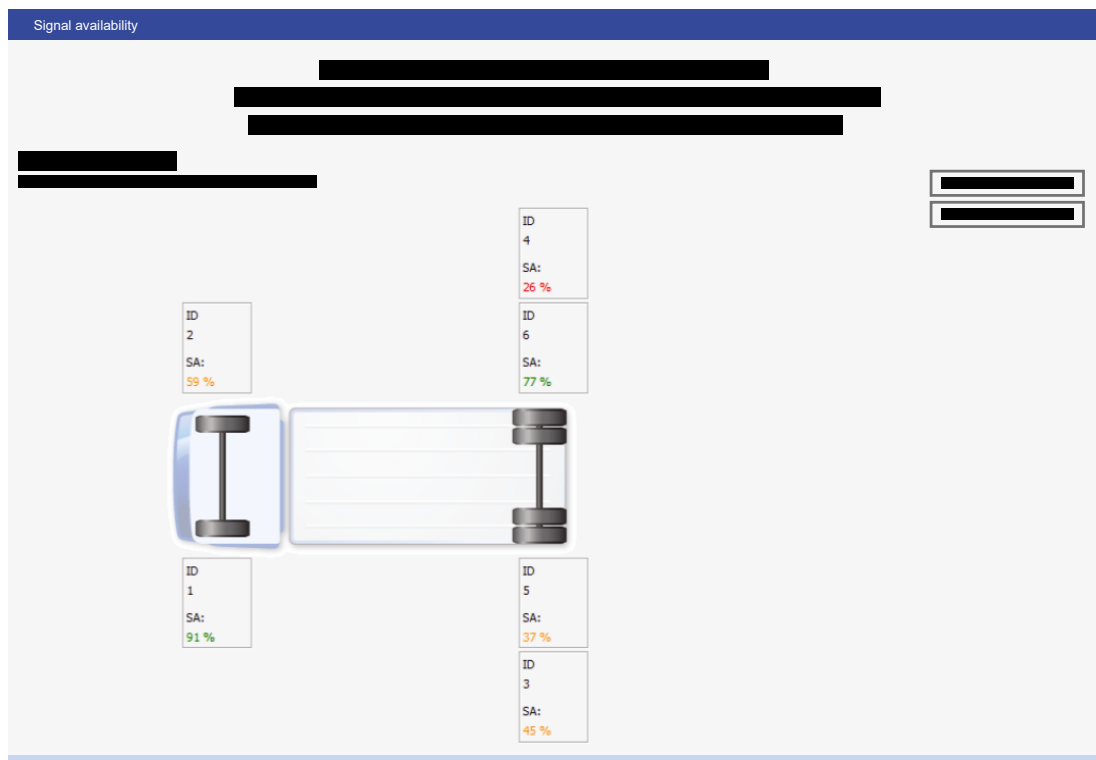 Signal availability
ID
4
SA:
26 %
ID
2
SA:
59 %
ID
6
SA:
77 %
ID
1
SA:
91 %
ID
5
SA:
37 %
ID
3
SA:
45 %